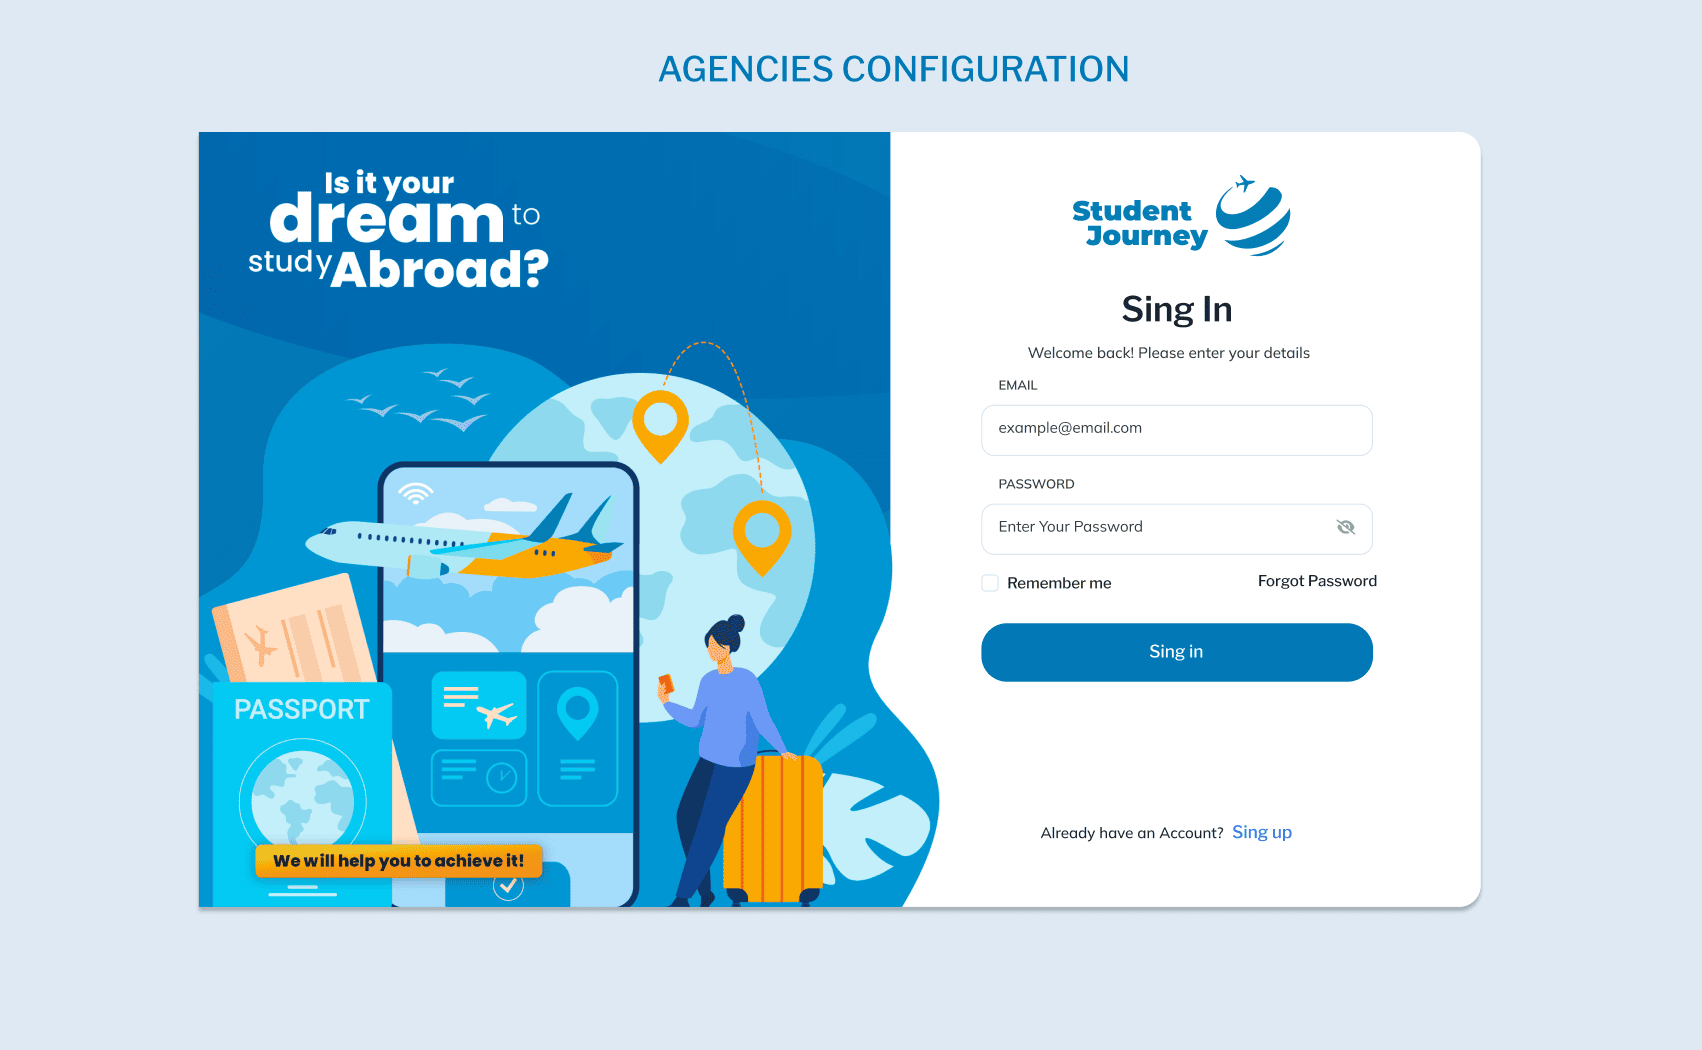 AGENCIES CONFIGURATION
Is it your
dream to
study Abroad?
PASSPORT
We will help you to achieve it!
Student
Journey
Sing In
Welcome back! Please enter your details
EMAIL
example@email.com
PASSWORD
Enter Your Password
Remember me
Forgot Password
Sing in
Already have an Account? Sing up